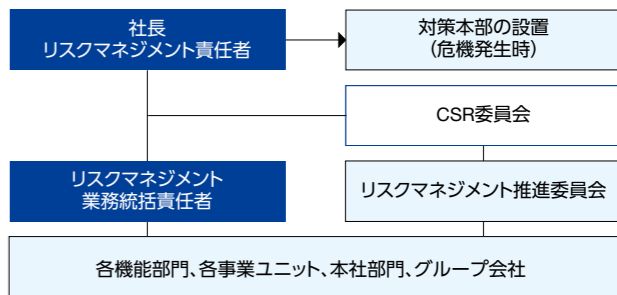 社長
リスクマネジメント責任者
対策本部の設置
(危機発生時)
CSR委員会
リスクマネジメント
業務統括責任者
リスクマネジメント推進委員会
各機能部門、各事業ユニット、本社部門、グループ会社